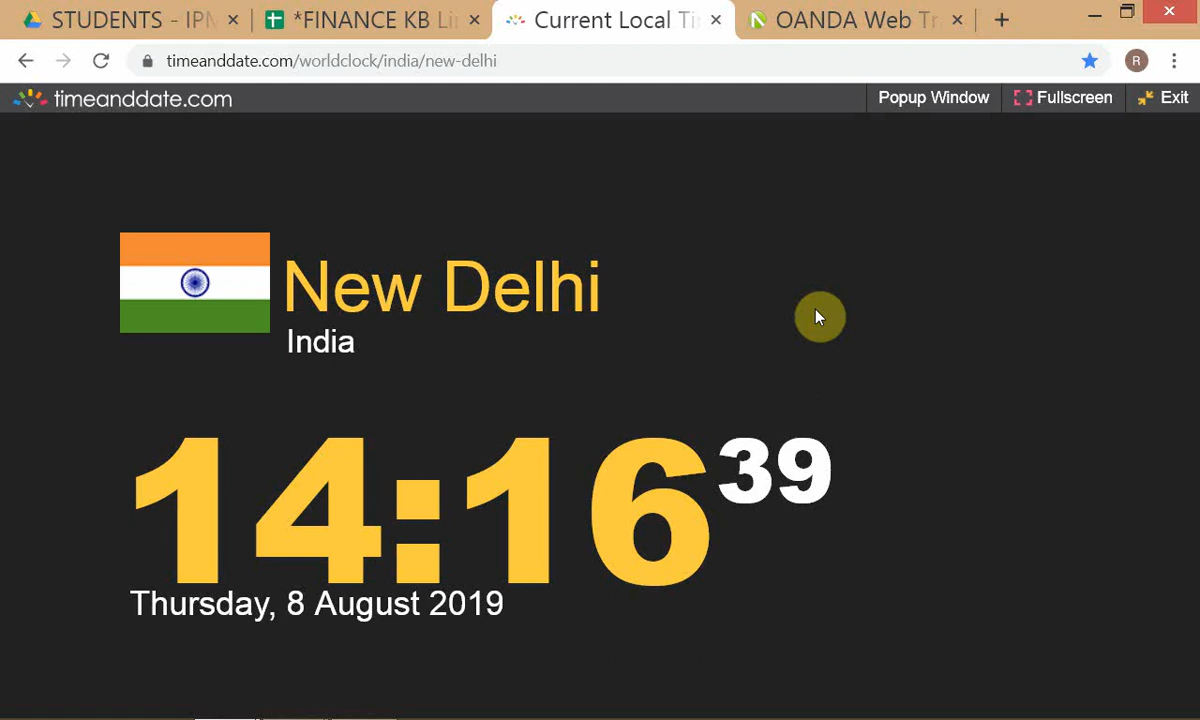 STUDENTS - IPM
*FINANCE KB Li
Current Local Ti
OANDA Web Tr
timeanddate.com/worldclock/india/new-delhi
R
timeanddate.com
Popup Window
Fullscreen
Exit
New Delhi
India
14:16 39
Thursday, 8 August 2019